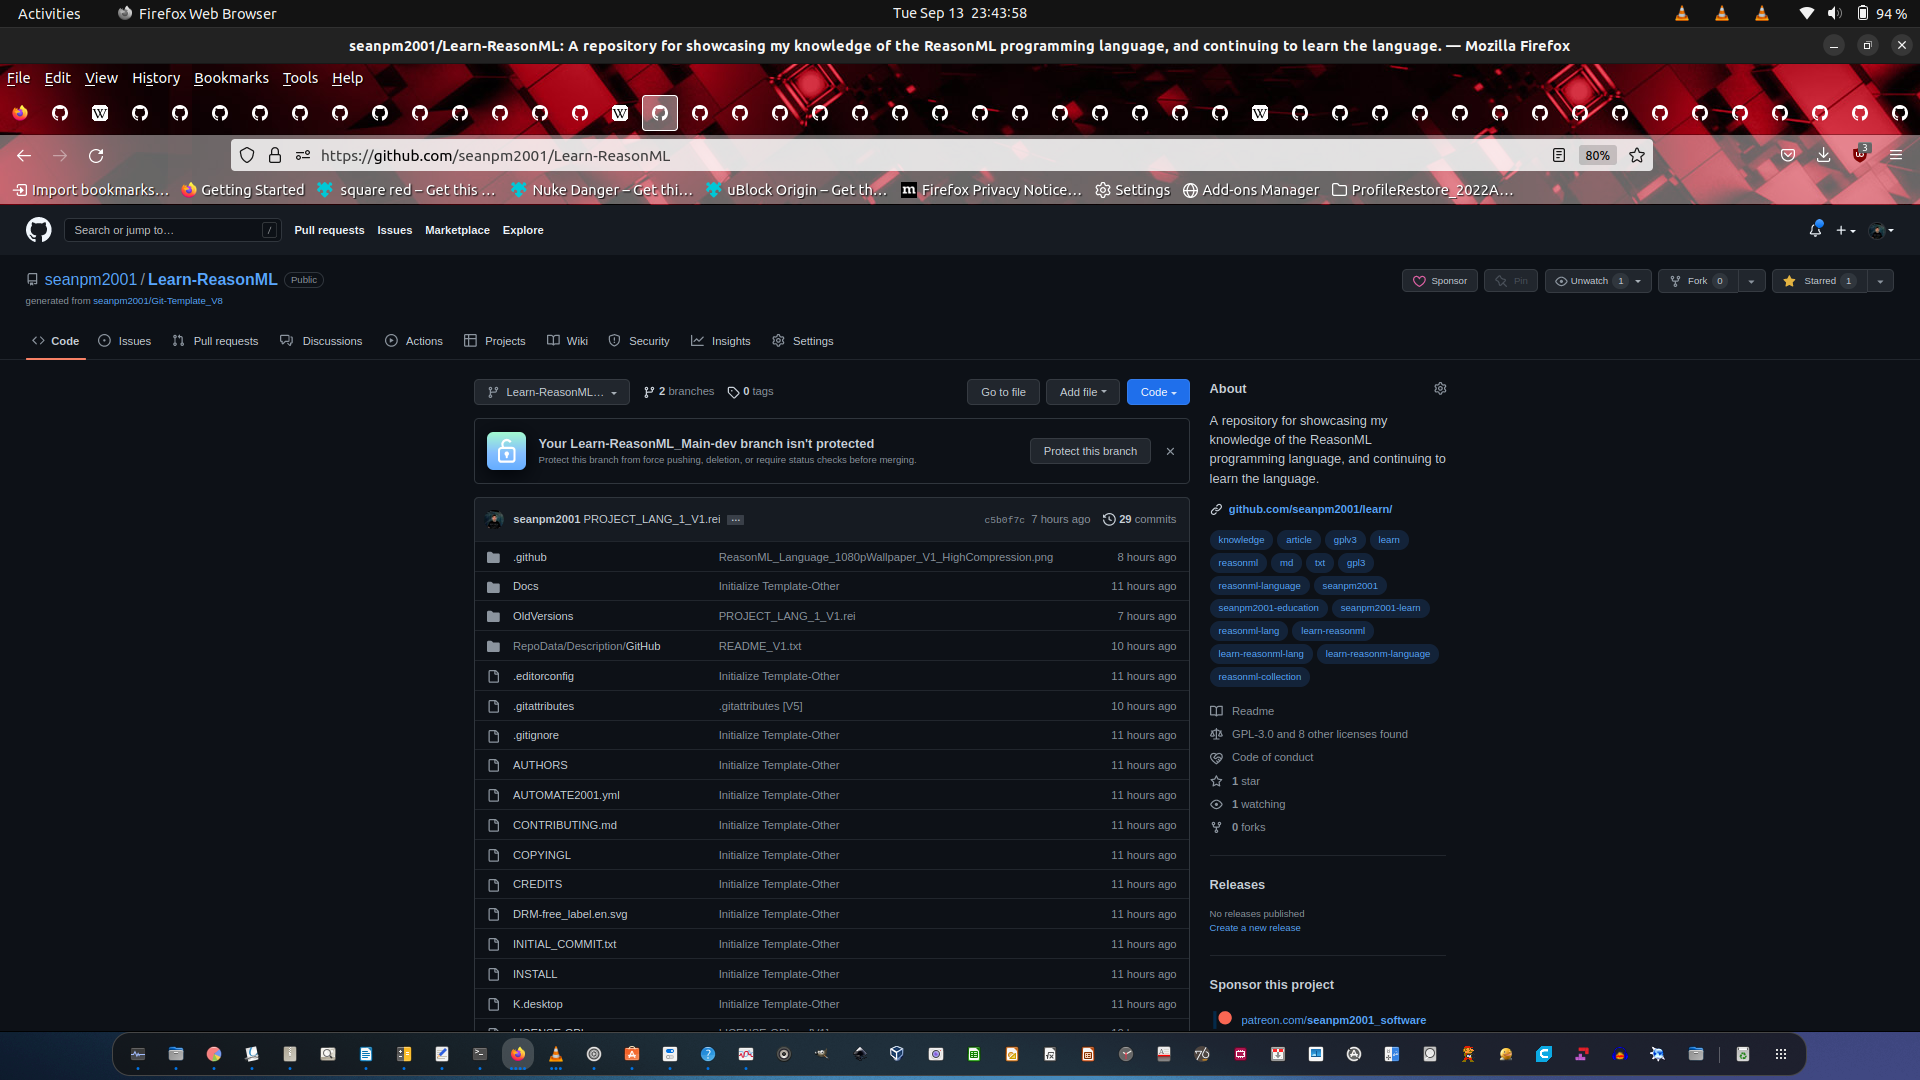 Activities
Firefox Web Browser
Tue Sep 13  23:43:58
94 %
seanpm2001/Learn-ReasonML: A repository for showcasing my knowledge of the ReasonML programming language, and continuing to learn the language. — Mozilla Firefox
File Edit View History Bookmarks Tools Help
https://github.com/seanpm2001/Learn-ReasonML
80%
3
Import bookmarks… Getting Started square red – Get this … Nuke Danger – Get thi… uBlock Origin – Get th… Firefox Privacy Notice… Settings Add-ons Manager ProfileRestore_2022A…
Search or jump to… /
Pull requests Issues Marketplace Explore
seanpm2001 / Learn-ReasonML Public
generated from seanpm2001/Git-Template_V8
Sponsor Pin Unwatch 1 Fork 0 Starred 1
Code Issues Pull requests Discussions Actions Projects Wiki Security Insights Settings
Learn-ReasonML… 2 branches 0 tags
Go to file Add file Code
Your Learn-ReasonML_Main-dev branch isn't protected
Protect this branch from force pushing, deletion, or require status checks before merging.
Protect this branch
seanpm2001 PROJECT_LANG_1_V1.rei … c5b0f7c 7 hours ago 29 commits
.github ReasonML_Language_1080pWallpaper_V1_HighCompression.png 8 hours ago
Docs Initialize Template-Other 11 hours ago
OldVersions PROJECT_LANG_1_V1.rei 7 hours ago
RepoData/Description/GitHub README_V1.txt 10 hours ago
.editorconfig Initialize Template-Other 11 hours ago
.gitattributes .gitattributes [V5] 10 hours ago
.gitignore Initialize Template-Other 11 hours ago
AUTHORS Initialize Template-Other 11 hours ago
AUTOMATE2001.yml Initialize Template-Other 11 hours ago
CONTRIBUTING.md Initialize Template-Other 11 hours ago
COPYINGL Initialize Template-Other 11 hours ago
CREDITS Initialize Template-Other 11 hours ago
DRM-free_label.en.svg Initialize Template-Other 11 hours ago
INITIAL_COMMIT.txt Initialize Template-Other 11 hours ago
INSTALL Initialize Template-Other 11 hours ago
K.desktop Initialize Template-Other 11 hours ago
About
A repository for showcasing my
knowledge of the ReasonML
programming language, and continuing to
learn the language.
github.com/seanpm2001/learn/
knowledge article gplv3 learn
reasonml md txt gpl3
reasonml-language seanpm2001
seanpm2001-education seanpm2001-learn
reasonml-lang learn-reasonml
learn-reasonml-lang learn-reasonm-language
reasonml-collection
Readme
GPL-3.0 and 8 other licenses found
Code of conduct
1 star
1 watching
0 forks
Releases
No releases published
Create a new release
Sponsor this project
patreon.com/seanpm2001_software